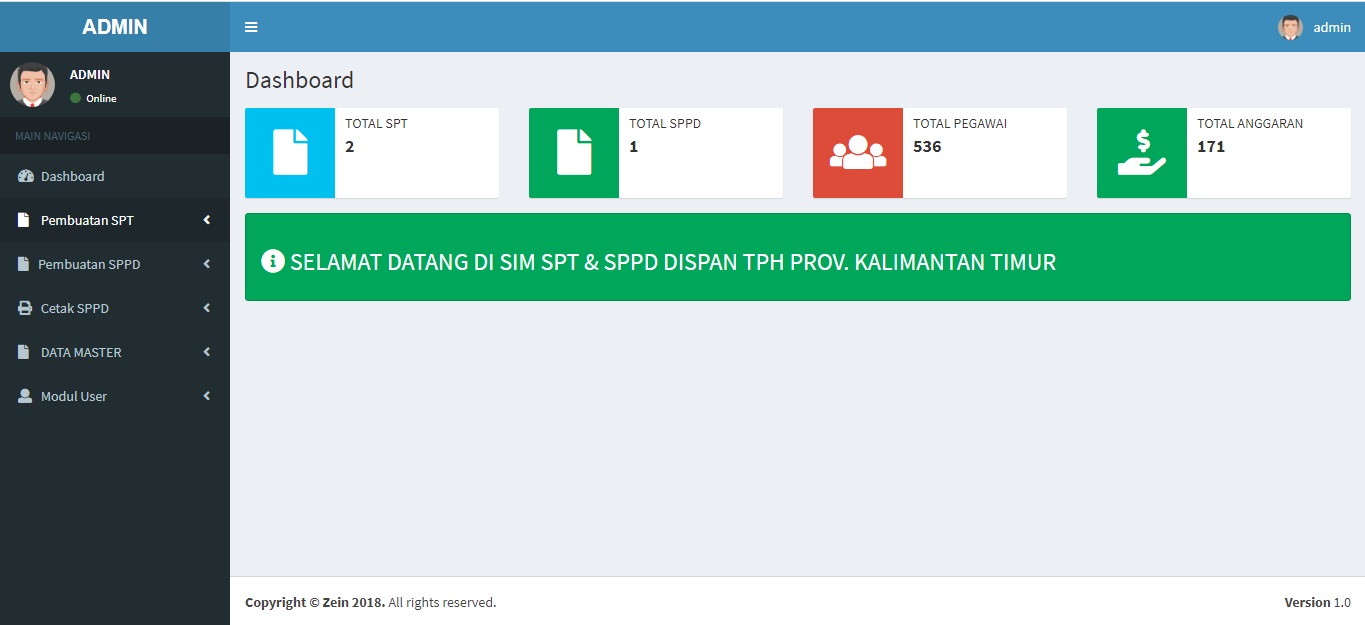 ADMIN
admin
ADMIN
Online
MAIN NAVIGASI
Dashboard
Pembuatan SPT
Pembuatan SPPD
Cetak SPPD
DATA MASTER
Modul User
Dashboard
TOTAL SPT
2
TOTAL SPPD
1
TOTAL PEGAWAI
536
TOTAL ANGGARAN
171
SELAMAT DATANG DI SIM SPT & SPPD DISPAN TPH PROV. KALIMANTAN TIMUR
Copyright © Zein 2018. All rights reserved.
Version 1.0